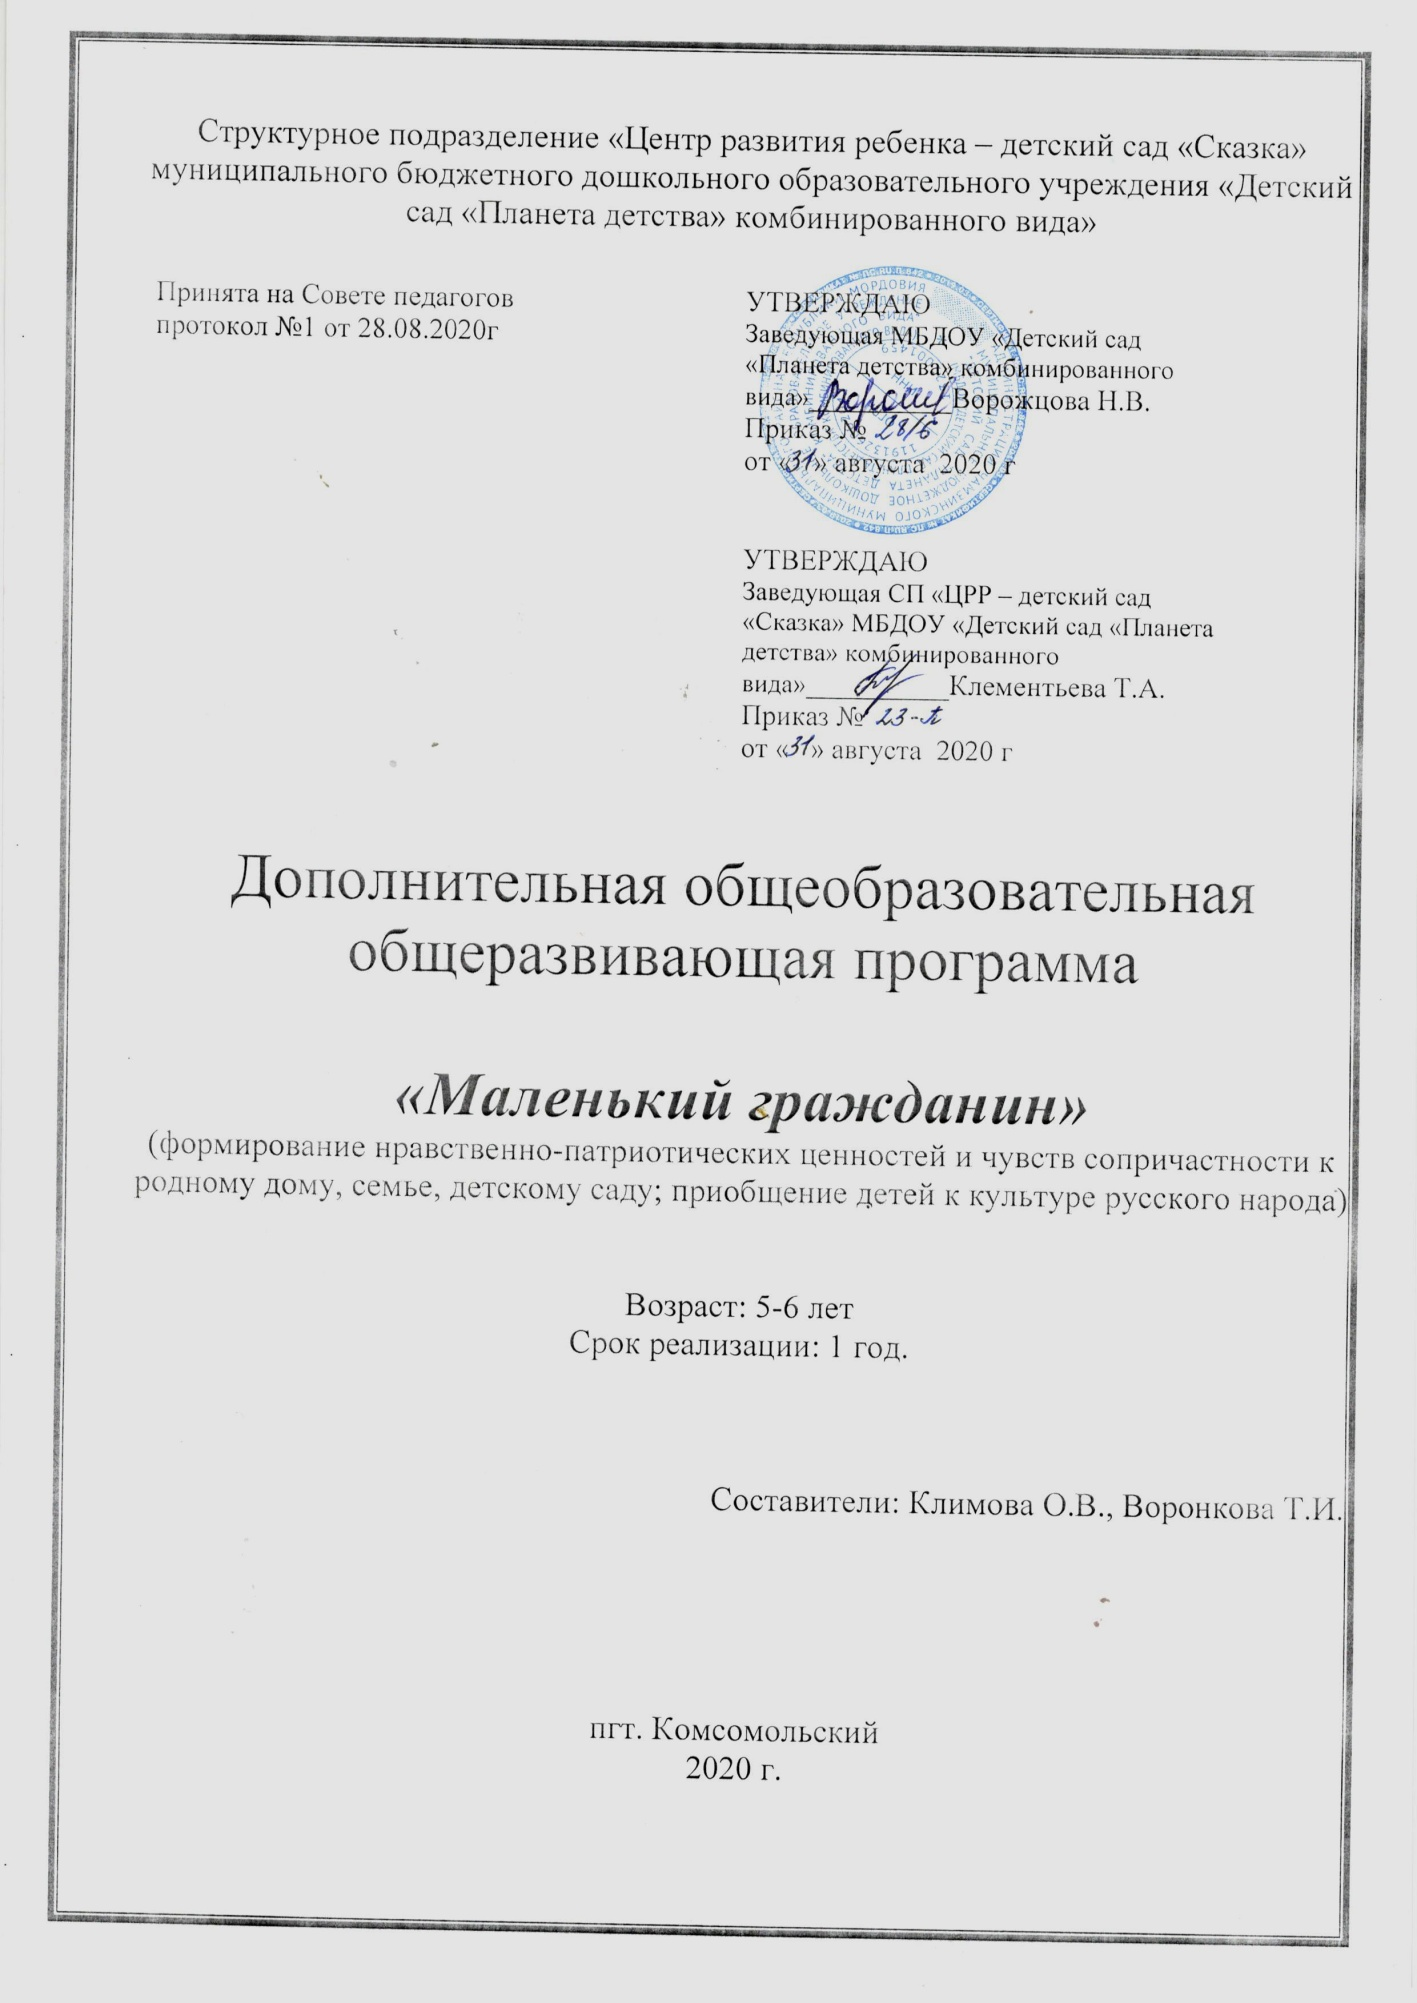 Структурное подразделение «Центр развития ребенка – детский сад «Сказка»
муниципального бюджетного дошкольного образовательного учреждения «Детский
сад «Планета детства» комбинированного вида»
Принята на Совете педагогов
протокол №1 от 28.08.2020г
УТВЕРЖДАЮ
Заведующая МБДОУ «Детский сад
«Планета детства» комбинированного
вида» Ворожцова Н.В.
Приказ № 28/6
от «31» августа 2020 г
УТВЕРЖДАЮ
Заведующая СП «ЦРР – детский сад
«Сказка» МБДОУ «Детский сад «Планета
детства» комбинированного
вида»__________Клементьева Т.А.
Приказ № 23-п
от «31» августа 2020 г
Дополнительная общеобразовательная
общеразвивающая программа
«Маленький гражданин»
(формирование нравственно-патриотических ценностей и чувств сопричастности к
родному дому, семье, детскому саду; приобщение детей к культуре русского народа)
Возраст: 5-6 лет
Срок реализации: 1 год.
Составители: Климова О.В., Воронкова Т.И.
пгт. Комсомольский
2020 г.